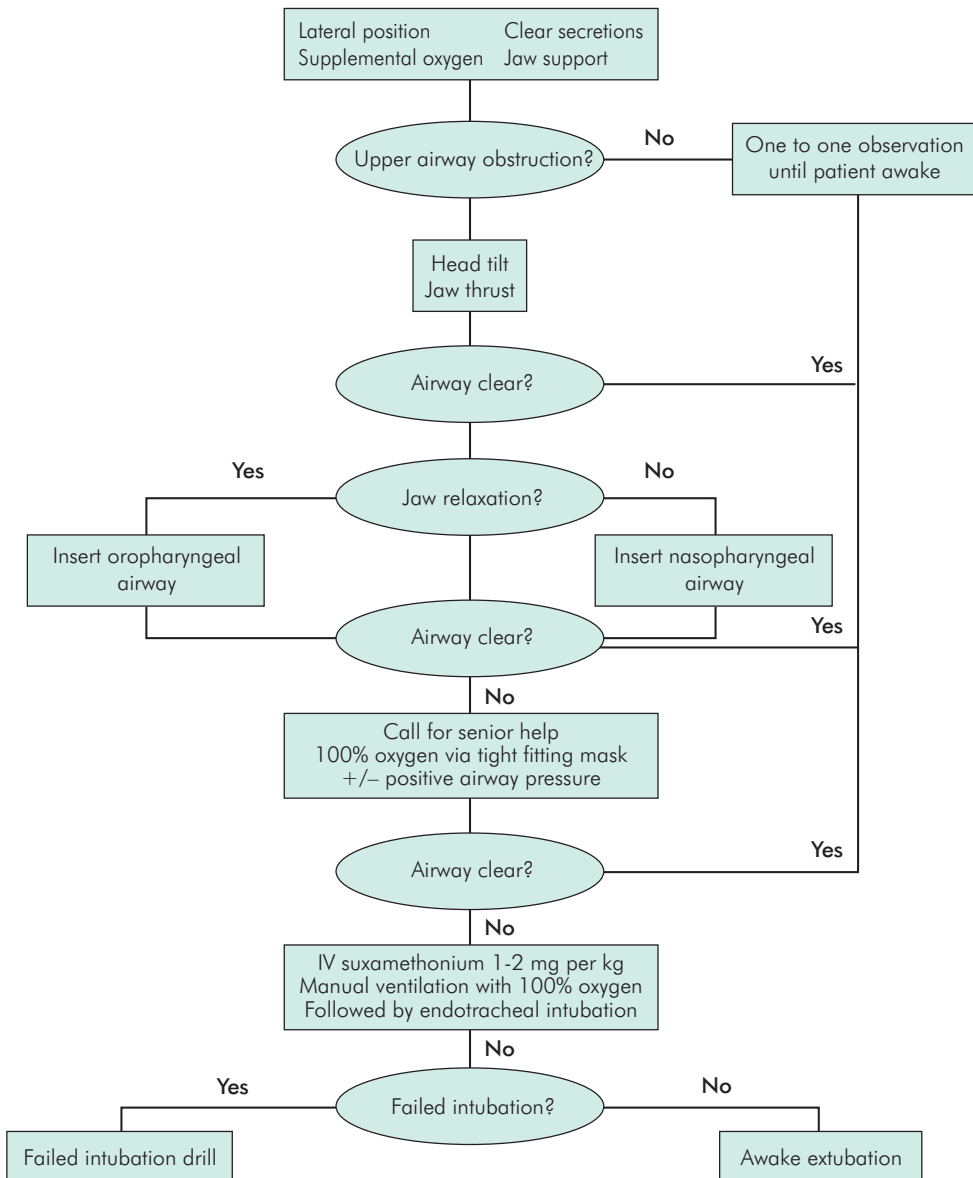 Lateral position Clear secretions
Supplemental oxygen Jaw support
Upper airway obstruction?
No
One to one observation
until patient awake
Head tilt
Jaw thrust
Airway clear?
Yes
Yes
Jaw relaxation?
No
Insert oropharyngeal
airway
Insert nasopharyngeal
airway
Airway clear?
Yes
No
Call for senior help
100% oxygen via tight fitting mask
+/– positive airway pressure
Airway clear?
Yes
No
IV suxamethonium 1-2 mg per kg
Manual ventilation with 100% oxygen
Followed by endotracheal intubation
No
Yes
Failed intubation?
No
Failed intubation drill
Awake extubation